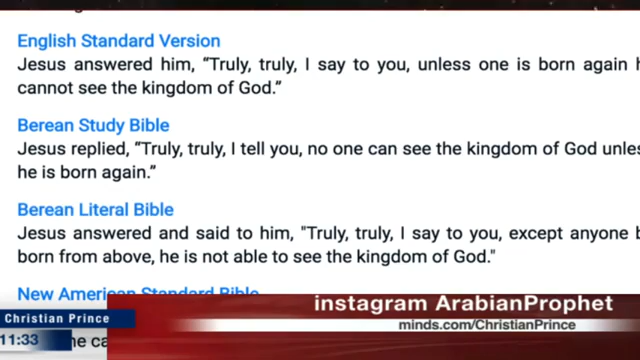 English Standard Version
Jesus answered him, “Truly, truly, I say to you, unless one is born again
cannot see the kingdom of God.”
Berean Study Bible
Jesus replied, “Truly, truly, I tell you, no one can see the kingdom of God
he is born again.”
Berean Literal Bible
Jesus answered and said to him, "Truly, truly, I say to you, except anyone
born from above, he is not able to see the kingdom of God."
New American Standard Bible
instagram ArabianProphet
Christian Prince
minds.com/ChristianPrince
11:33